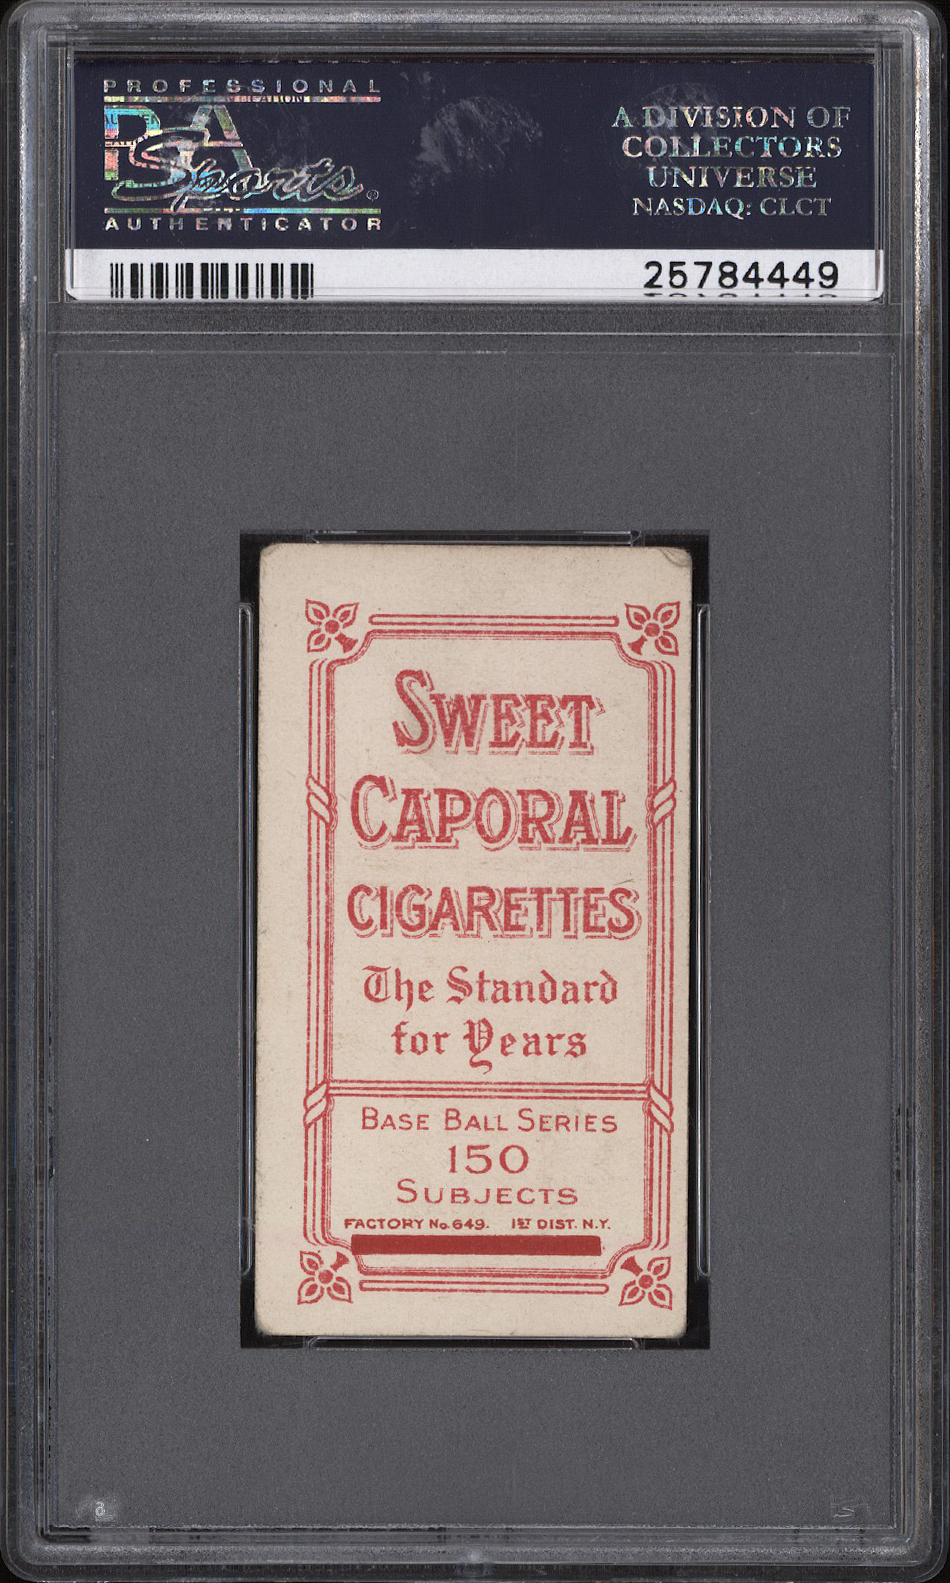 PROFESSIONAL
PSA
Sports®
AUTHENTICATOR
A DIVISION OF
COLLECTORS
UNIVERSE
NASDAQ: CLCT
25784449
SWEET
CAPORAL
CIGARETTES
The Standard
for Years
BASE BALL SERIES
150
SUBJECTS
FACTORY No. 649. 1ST DIST. N.Y.